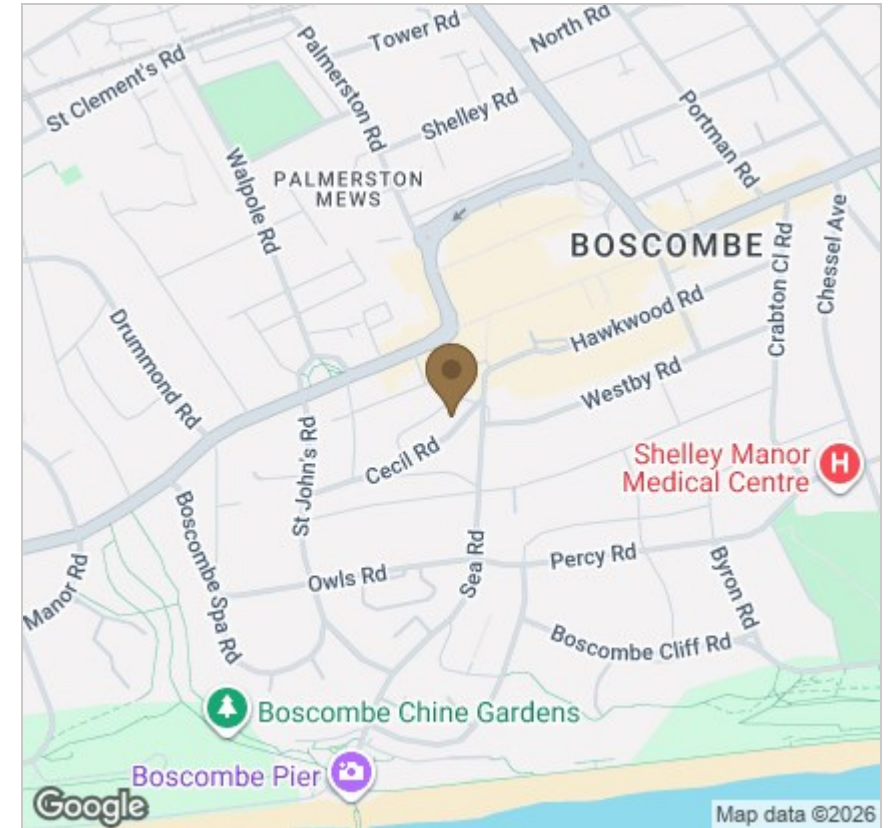 Tower Rd
North Rd
St Clement's Rd
Palmerston Rd
Shelley Rd
Portman Rd
Walpole Rd
PALMERSTON
MEWS
BOSCOMBE
Chessel Ave
Crabton Cl Rd
Hawkwood Rd
Drummond Rd
Westby Rd
St John's Rd
Cecil Rd
Shelley Manor
Medical Centre
H
Boscombe Spa Rd
Sea Rd
Percy Rd
Manor Rd
Owls Rd
Byron Rd
Boscombe Cliff Rd
Boscombe Chine Gardens
Boscombe Pier
Google
Map data ©2026